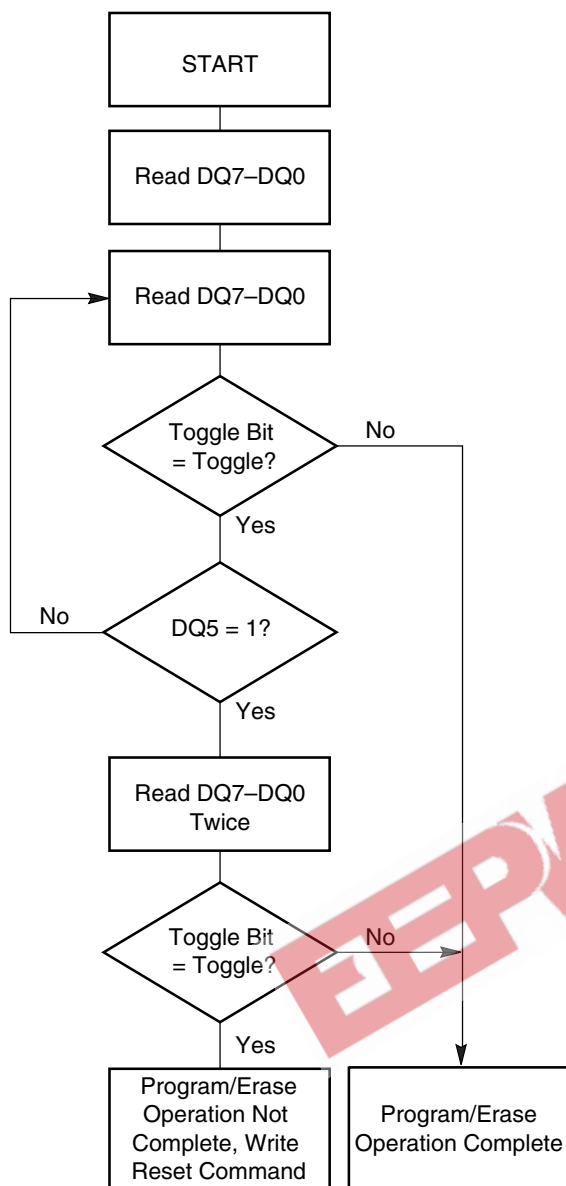 START
Read DQ7–DQ0
Read DQ7–DQ0
Toggle Bit
= Toggle?
No
Yes
No
DQ5 = 1?
Yes
Read DQ7–DQ0
Twice
Toggle Bit
= Toggle?
No
Yes
Program/Erase
Operation Not
Complete, Write
Reset Command
Program/Erase
Operation Complete